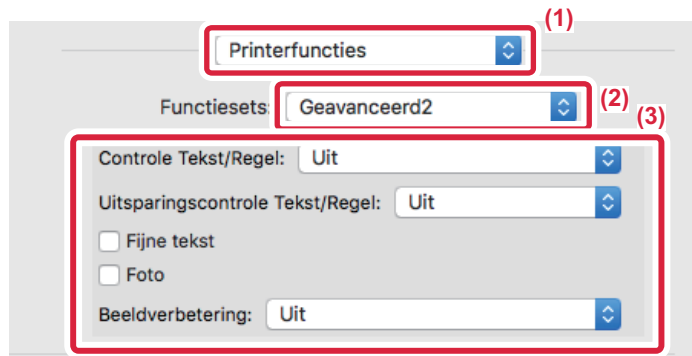 (1)
Printerfuncties
Functiesets: Geavanceerd2 (2)
(3)
Controle Tekst/Regel: Uit
Uitsparingscontrole Tekst/Regel: Uit
Fijne tekst
Foto
Beeldverbetering: Uit